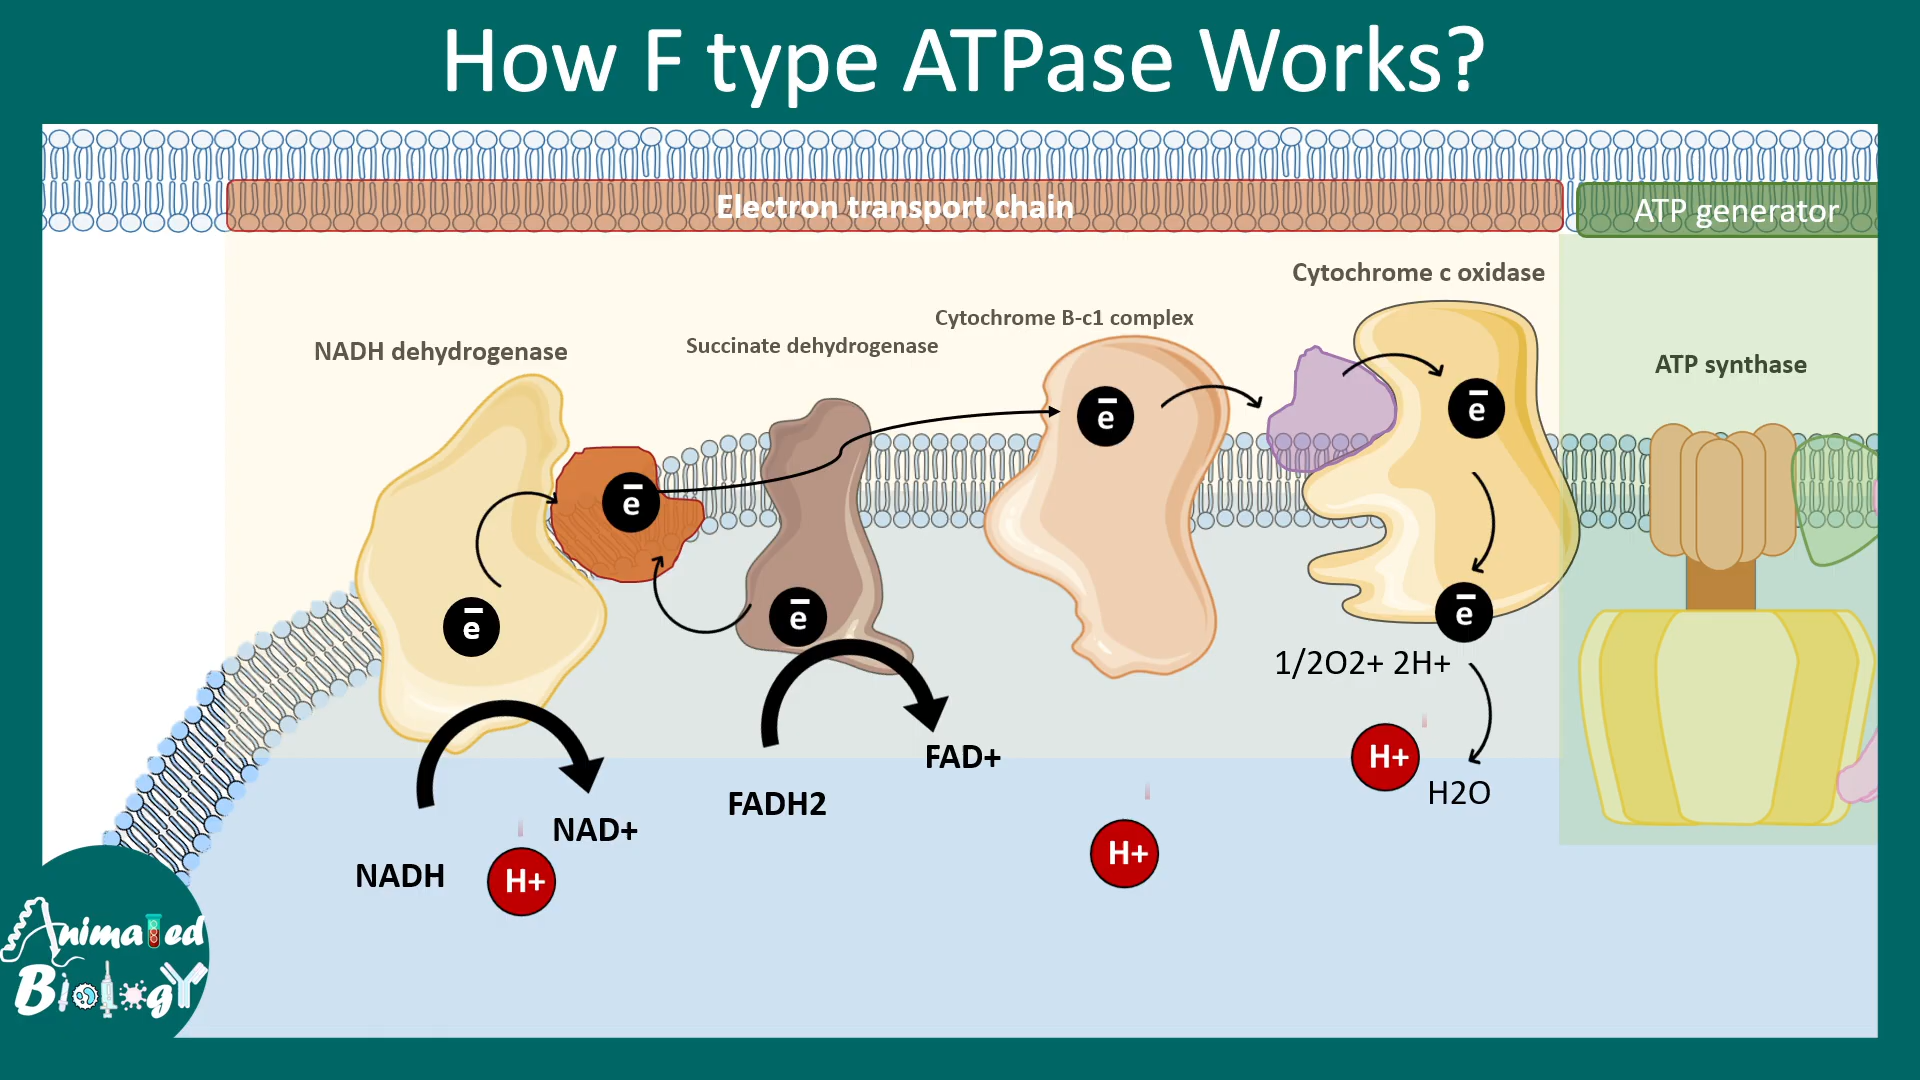 How F type ATPase Works?
Electron transport chain
ATP generator
Cytochrome c oxidase
Cytochrome B-c1 complex
Succinate dehydrogenase
NADH dehydrogenase
ATP synthase
e
e
e
e
e
e
1/2O2+ 2H+
H+
H2O
FAD+
FADH2
NAD+
NADH
H+
H+
Animated
Biology